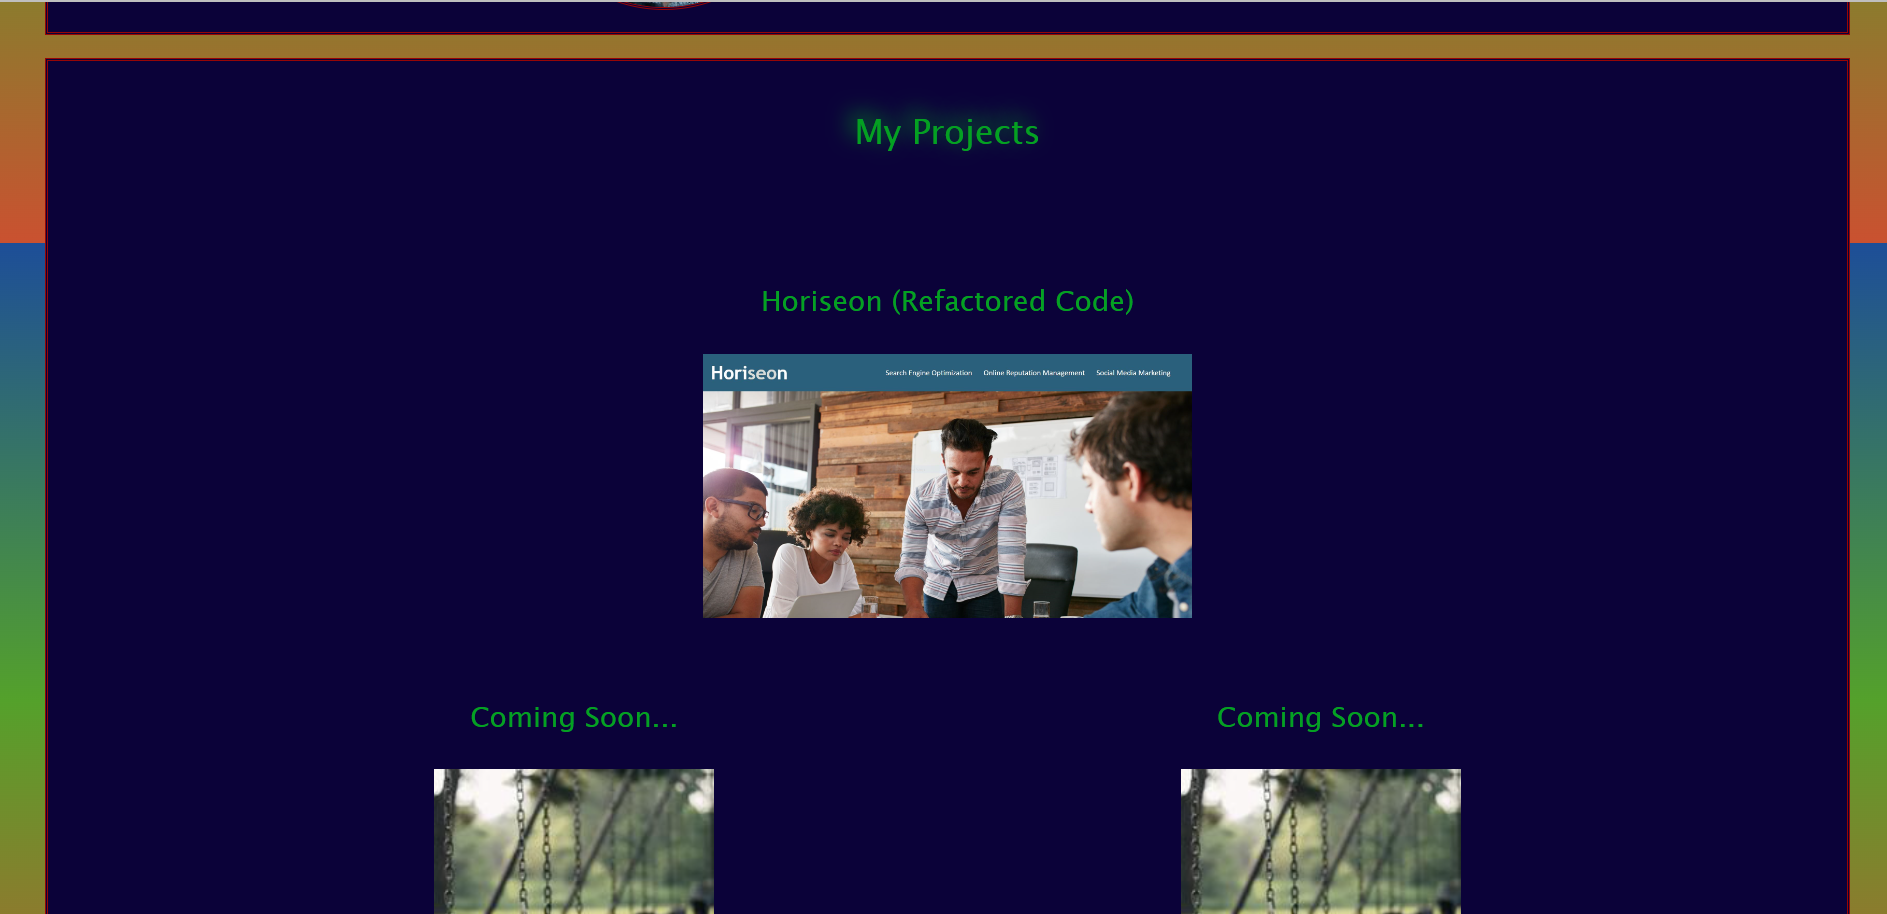 My Projects
Horiseon (Refactored Code)
Horiseon Search Engine Optimization Online Reputation Management Social Media Marketing
Coming Soon... Coming Soon...